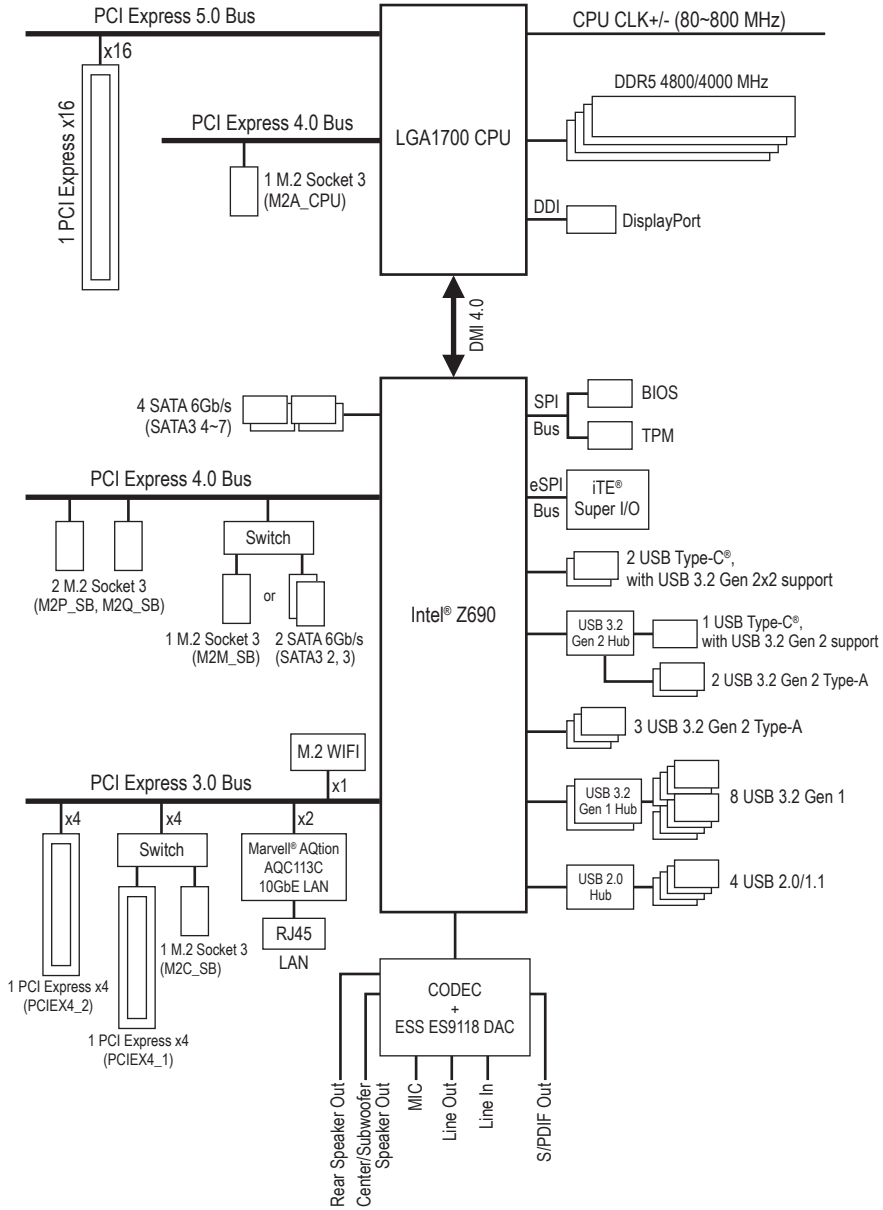 PCI Express 5.0 Bus
CPU CLK+/- (80~800 MHz)
x16
1 PCI Express x16
DDR5 4800/4000 MHz
PCI Express 4.0 Bus
LGA1700 CPU
1 M.2 Socket 3
(M2A_CPU)
DDI
DisplayPort
DMI 4.0
4 SATA 6Gb/s
(SATA3 4~7)
SPI
Bus
BIOS
TPM
PCI Express 4.0 Bus
eSPI
Bus
iTE®
Super I/O
Switch
2 M.2 Socket 3
(M2P_SB, M2Q_SB)
or
1 M.2 Socket 3
(M2M_SB)
2 SATA 6Gb/s
(SATA3 2, 3)
Intel® Z690
2 USB Type-C®,
with USB 3.2 Gen 2x2 support
USB 3.2
Gen 2 Hub
1 USB Type-C®,
with USB 3.2 Gen 2 support
2 USB 3.2 Gen 2 Type-A
3 USB 3.2 Gen 2 Type-A
M.2 WIFI
PCI Express 3.0 Bus
x1
USB 3.2
Gen 1 Hub
8 USB 3.2 Gen 1
x4
x4
x2
Switch
Marvell® AQtion
AQC113C
10GbE LAN
USB 2.0
Hub
4 USB 2.0/1.1
RJ45
LAN
1 M.2 Socket 3
(M2C_SB)
1 PCI Express x4
(PCIEX4_2)
1 PCI Express x4
(PCIEX4_1)
CODEC
+
ESS ES9118 DAC
Rear Speaker Out
Center/Subwoofer
Speaker Out
MIC
Line Out
Line In
S/PDIF Out